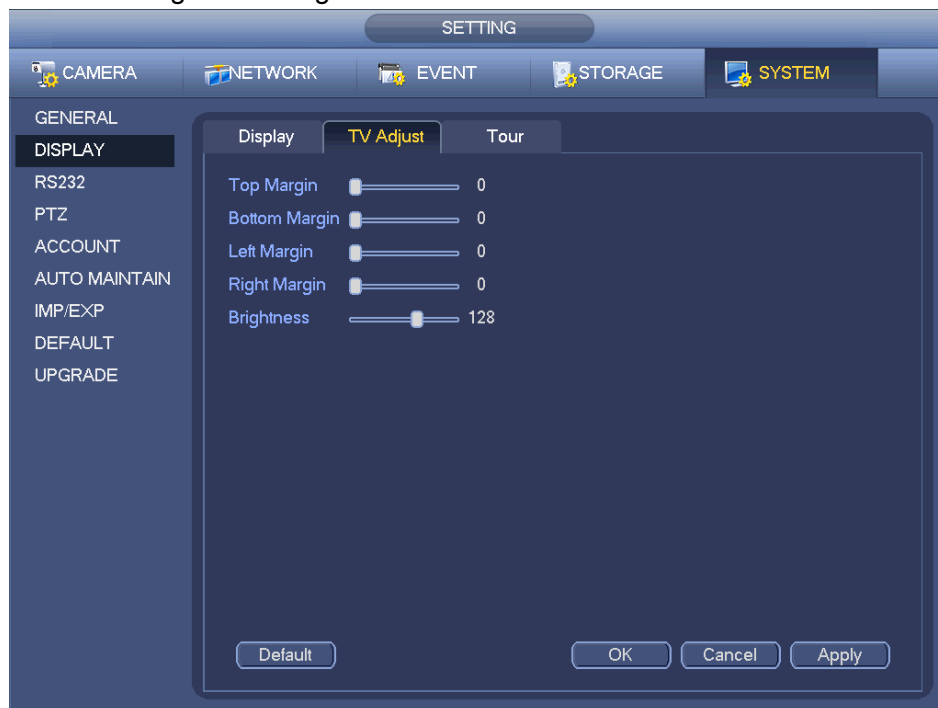 SETTING
CAMERA NETWORK EVENT STORAGE SYSTEM
GENERAL
DISPLAY
RS232
PTZ
ACCOUNT
AUTO MAINTAIN
IMP/EXP
DEFAULT
UPGRADE
Display TV Adjust Tour
Top Margin 0
Bottom Margin 0
Left Margin 0
Right Margin 0
Brightness 128
Default OK Cancel Apply